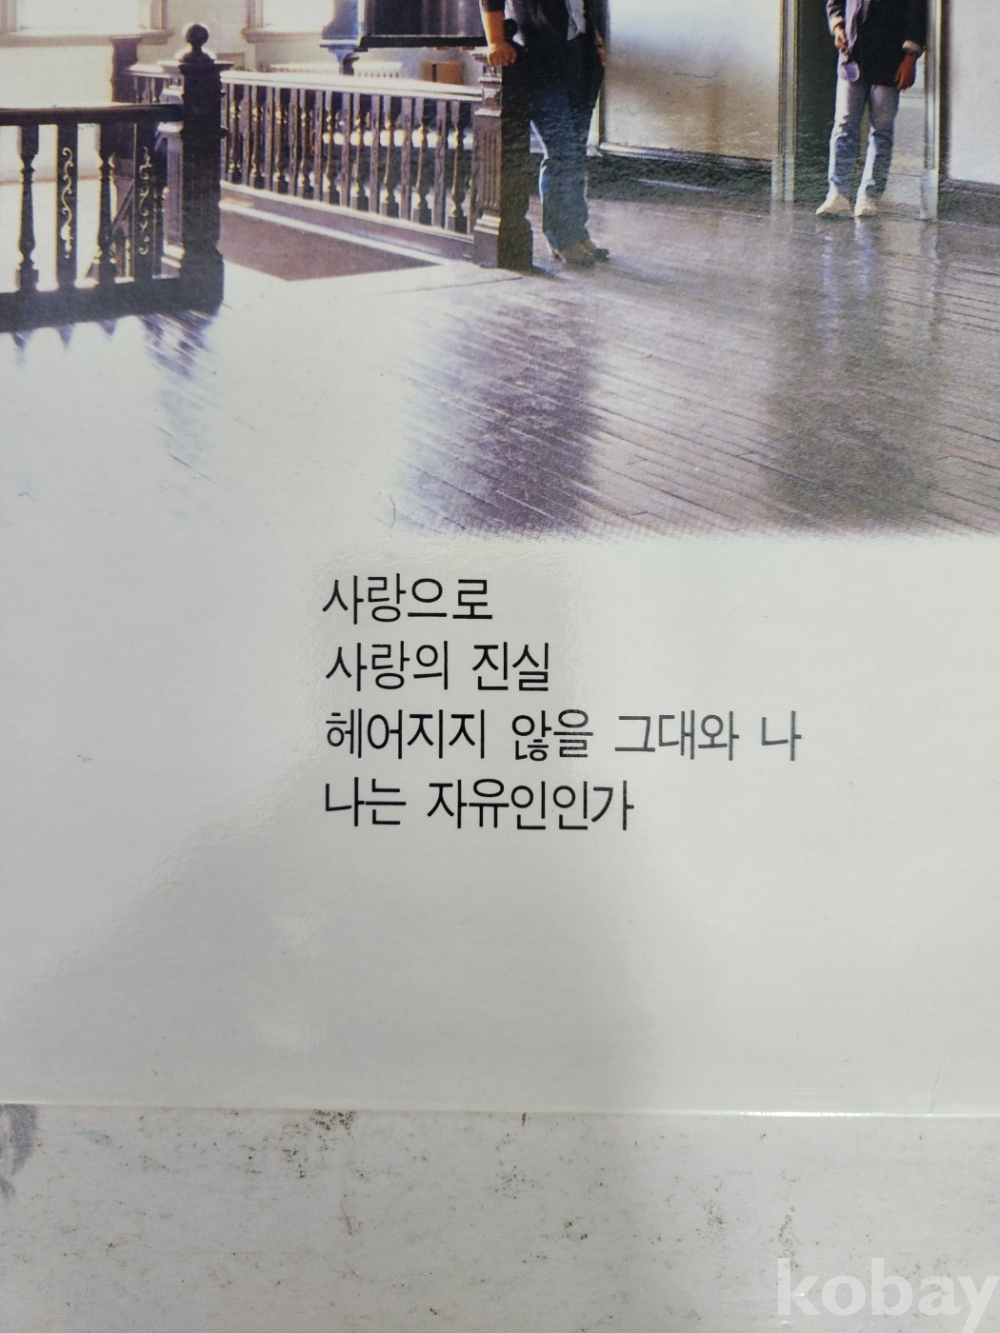 사랑으로
사랑의 진실
헤어지지 않을 그대와 나
나는 자유인인가
kobay